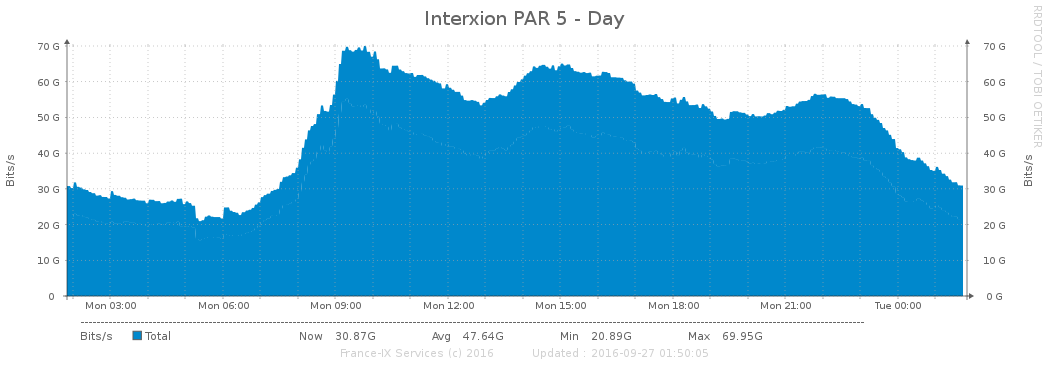 Interxion PAR 5 - Day
RRDTOOL / TOBI OETIKER
Bits/s
70 G 70 G
60 G 60 G
50 G 50 G
40 G 40 G
30 G 30 G
20 G 20 G
10 G 10 G
0 0 G
Bits/s
Mon 03:00 Mon 06:00 Mon 09:00 Mon 12:00 Mon 15:00 Mon 18:00 Mon 21:00 Tue 00:00
Bits/s Total Now 30.87G Avg 47.64G Min 20.89G Max 69.95G
France-IX Services (c) 2016 Updated : 2016-09-27 01:50:05